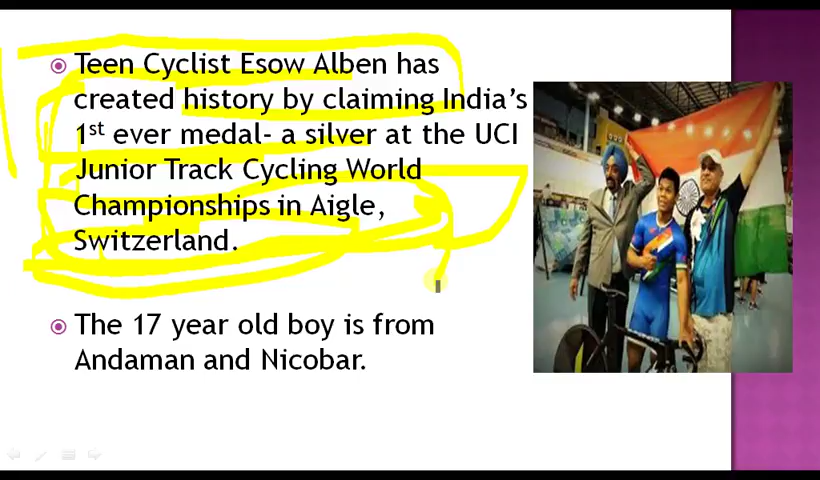 Teen Cyclist Esow Alben has
created history by claiming India's
1st ever medal- a silver at the UCI
Junior Track Cycling World
Championships in Aigle,
Switzerland.
The 17 year old boy is from
Andaman and Nicobar.